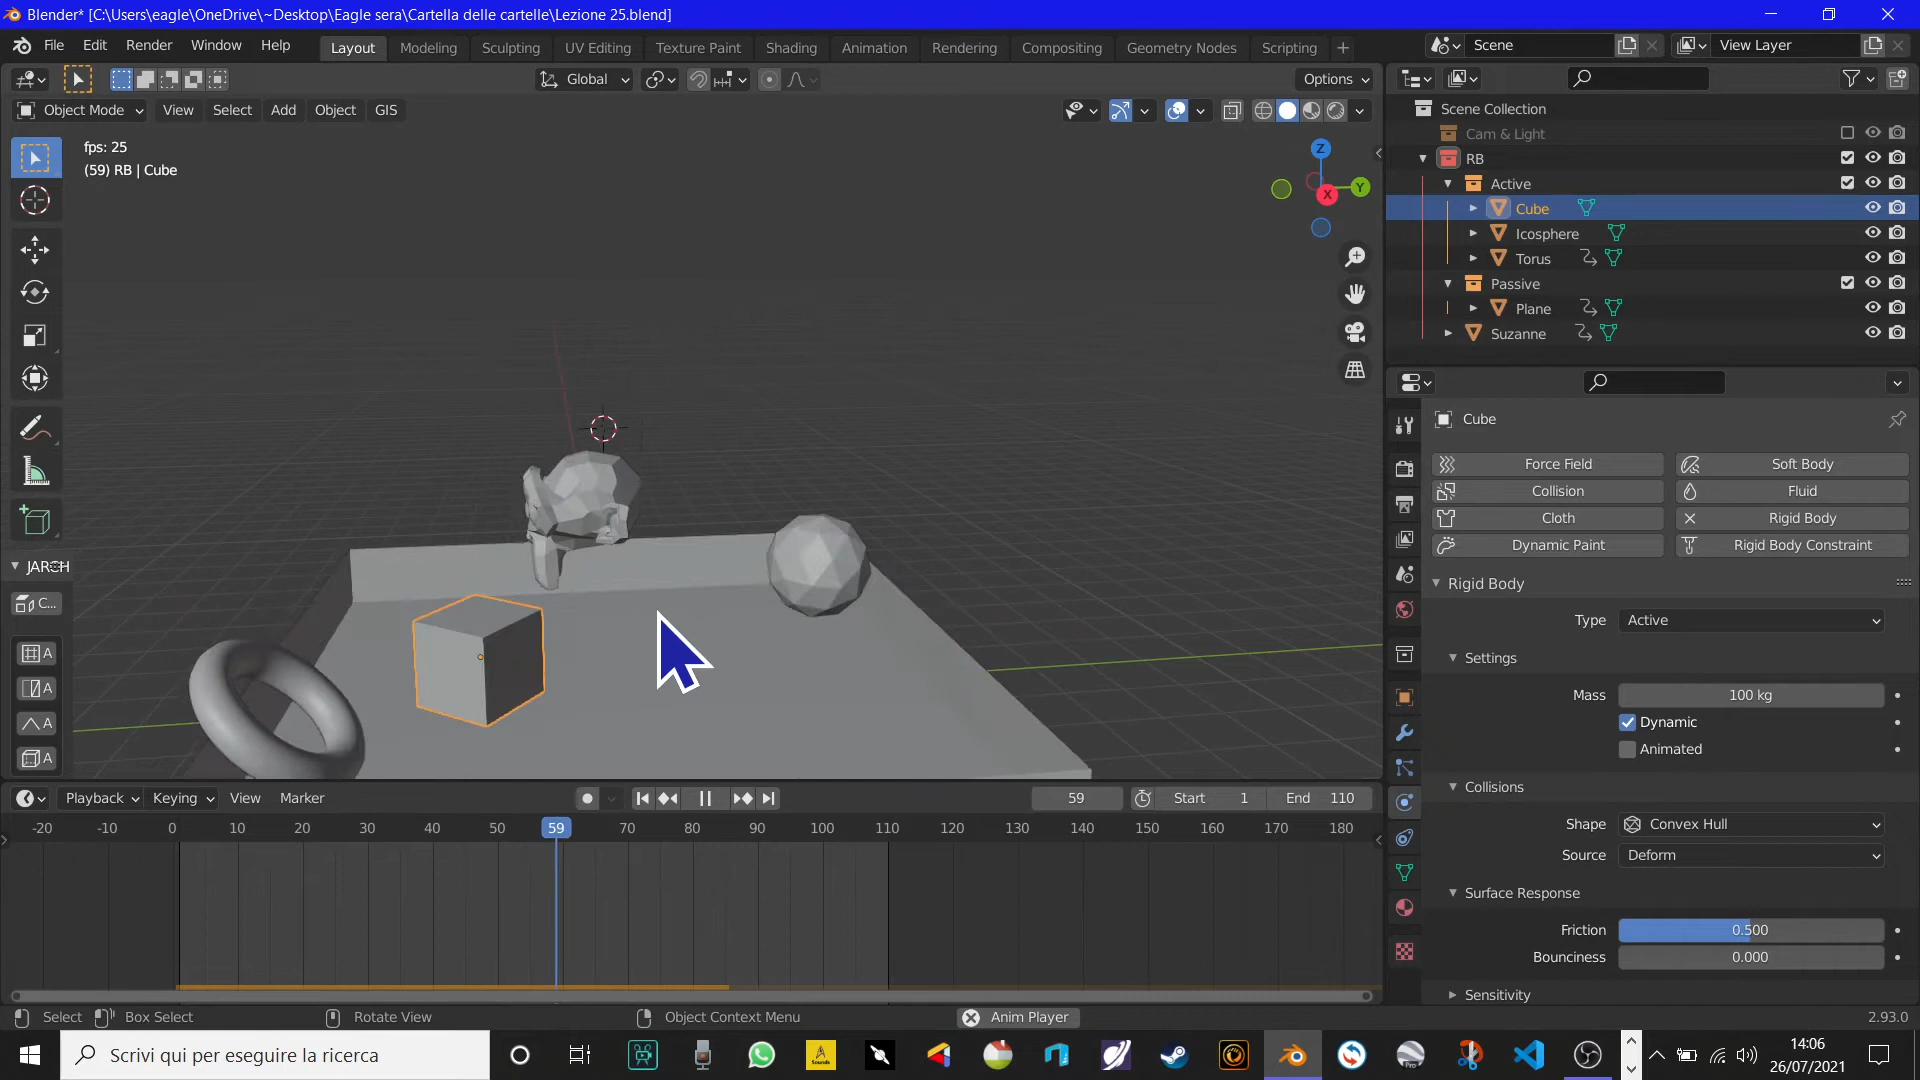 Blender* [C:\Users\eagle\OneDrive\~Desktop\Eagle sera\Cartella delle cartelle\Lezione 25.blend]
File Edit Render Window Help
Layout Modeling Sculpting UV Editing Texture Paint Shading Animation Rendering Compositing Geometry Nodes Scripting +
Scene
View Layer
Global
Options
Object Mode View Select Add Object GIS
fps: 25
(59) RB | Cube
Z
Y
X
Scene Collection
Cam & Light
RB
Active
Cube
Icosphere
Torus
Passive
Plane
Suzanne
Cube
Force Field Soft Body
Collision Fluid
Cloth Rigid Body
Dynamic Paint Rigid Body Constraint
Rigid Body
Type Active
Settings
Mass 100 kg
Dynamic
Animated
Collisions
Shape Convex Hull
Source Deform
Surface Response
Friction 0.500
Bounciness 0.000
Sensitivity
C...
A
A
A
A
Playback Keying View Marker
59 Start 1 End 110
-20 -10 0 10 20 30 40 50 59 70 80 90 100 110 120 130 140 150 160 170 180
Select Box Select Rotate View Object Context Menu Anim Player 2.93.0
Scrivi qui per eseguire la ricerca
Sounds
Pro
14:06
26/07/2021